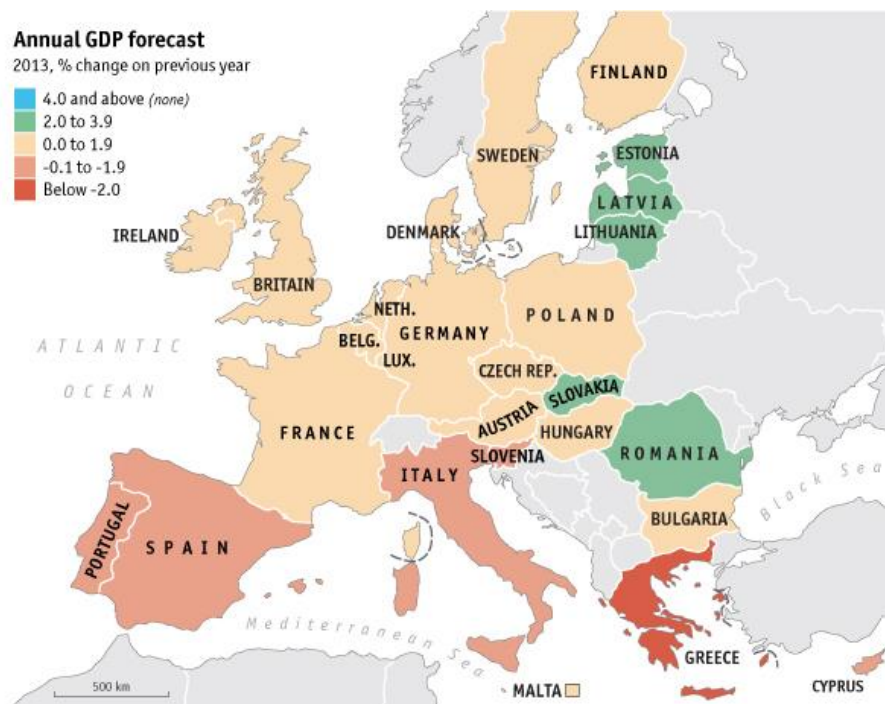 Annual GDP forecast
2013, % change on previous year
4.0 and above (none)
2.0 to 3.9
0.0 to 1.9
-0.1 to -1.9
Below -2.0
FINLAND
SWEDEN
ESTONIA
LATVIA
LITHUANIA
DENMARK
IRELAND
BRITAIN
NETH.
GERMANY
POLAND
BELG.
LUX.
ATLANTIC
OCEAN
CZECH REP.
SLOVAKIA
AUSTRIA
HUNGARY
FRANCE
SLOVENIA
ITALY
ROMANIA
Black Sea
BULGARIA
PORTUGAL
SPAIN
Mediterranean Sea
GREECE
CYPRUS
MALTA
500 km